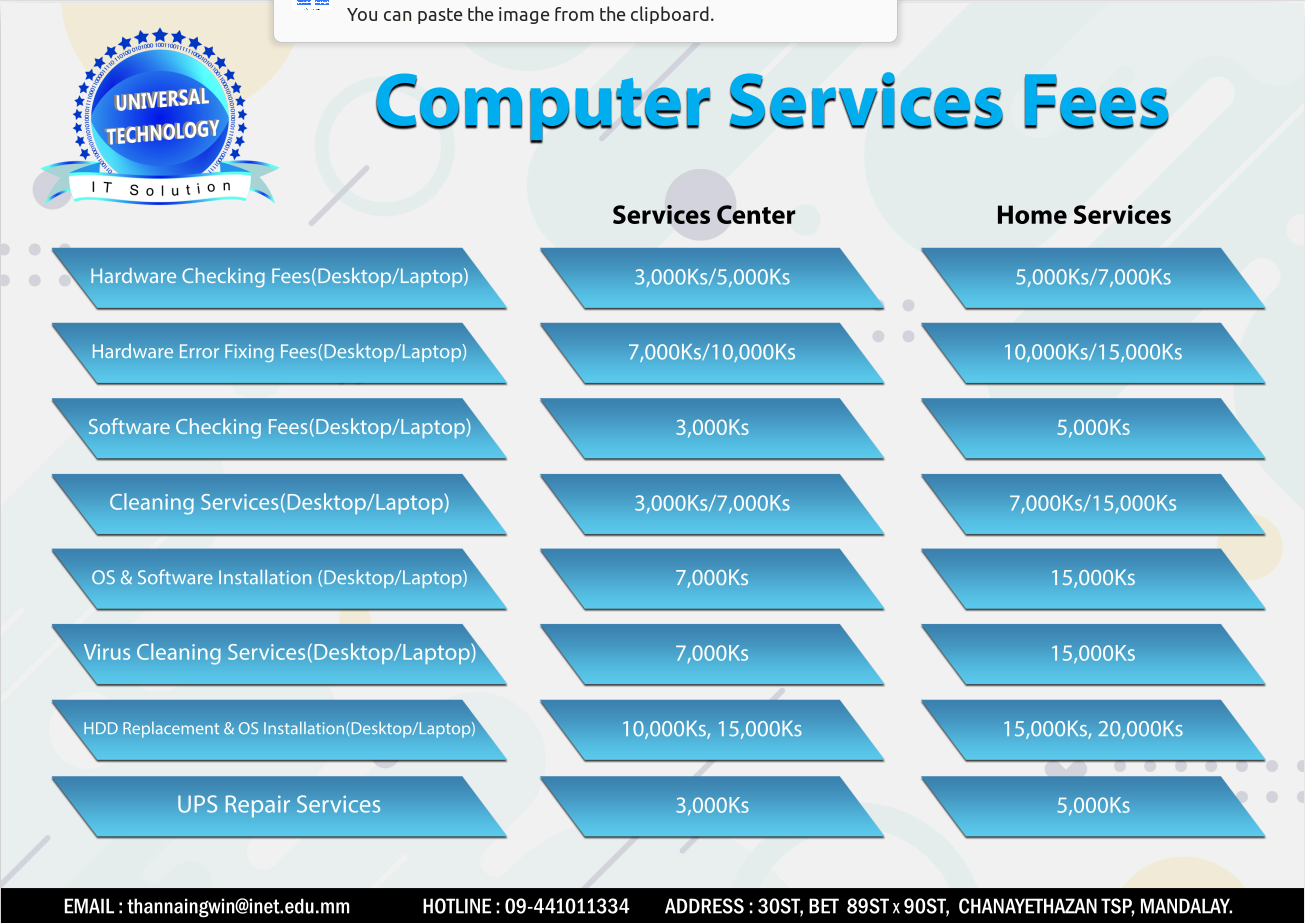 You can paste the image from the clipboard.
UNIVERSAL
TECHNOLOGY
IT Solution
Computer Services Fees
Services Center Home Services
Hardware Checking Fees(Desktop/Laptop) 3,000Ks/5,000Ks 5,000Ks/7,000Ks
Hardware Error Fixing Fees(Desktop/Laptop) 7,000Ks/10,000Ks 10,000Ks/15,000Ks
Software Checking Fees(Desktop/Laptop) 3,000Ks 5,000Ks
Cleaning Services(Desktop/Laptop) 3,000Ks/7,000Ks 7,000Ks/15,000Ks
OS & Software Installation (Desktop/Laptop) 7,000Ks 15,000Ks
Virus Cleaning Services(Desktop/Laptop) 7,000Ks 15,000Ks
HDD Replacement & OS Installation(Desktop/Laptop) 10,000Ks, 15,000Ks 15,000Ks, 20,000Ks
UPS Repair Services 3,000Ks 5,000Ks
EMAIL : thannaingwin@inet.edu.mm HOTLINE : 09-441011334 ADDRESS : 30ST, BET 89ST x 90ST, CHANAYETHAZAN TSP, MANDALAY.